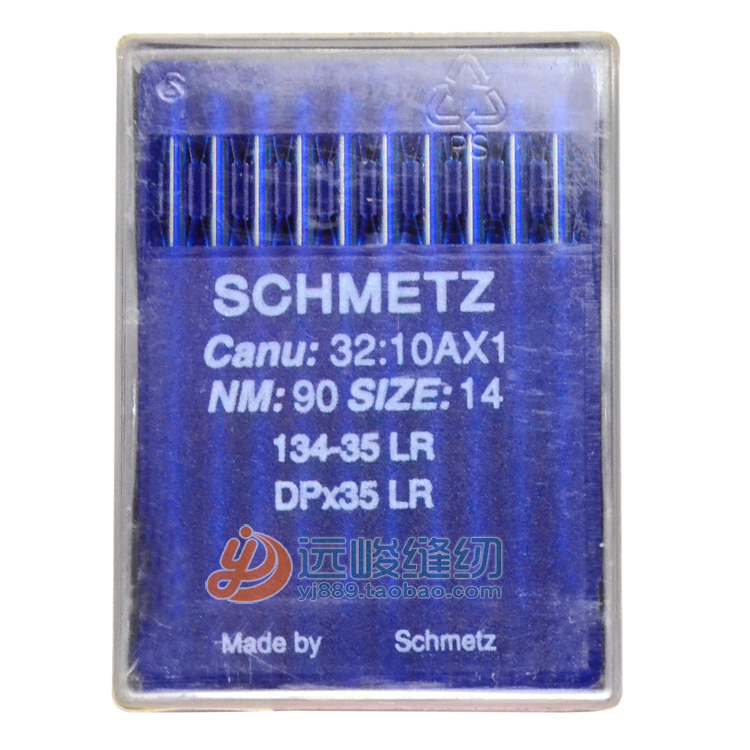 PS
SCHMETZ
Canu: 32:10AX1
NM: 90 SIZE: 14
134-35 LR
DPx35 LR
远峻缝纫
yj889.taobao.com
Made by Schmetz